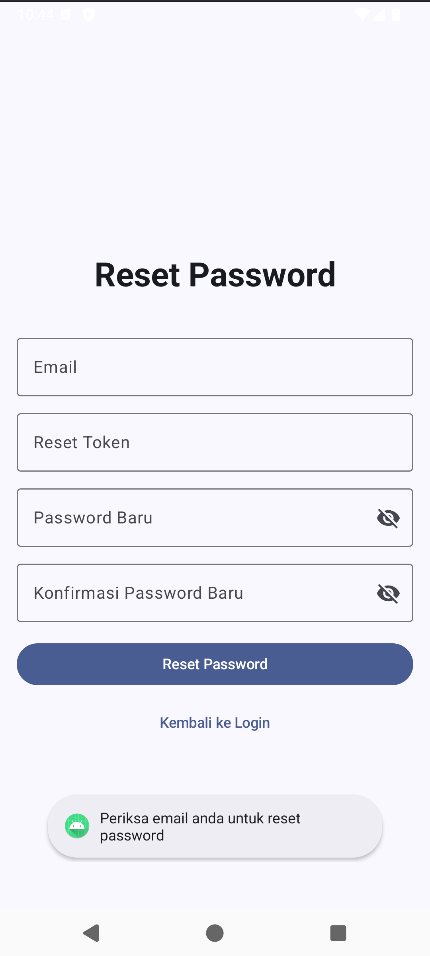 Reset Password
Email
Reset Token
Password Baru
Konfirmasi Password Baru
Reset Password
Kembali ke Login
Periksa email anda untuk reset
password